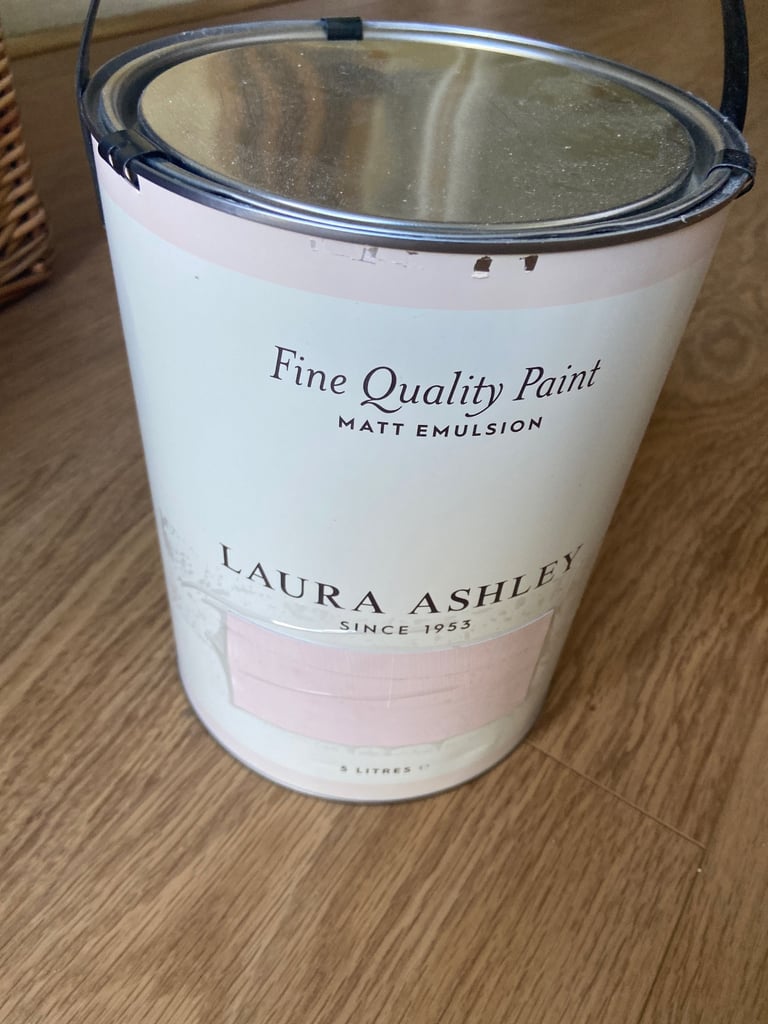 Fine Quality Paint
MATT EMULSION
LAURA ASHLEY
SINCE 1953
5 LITRES ℮